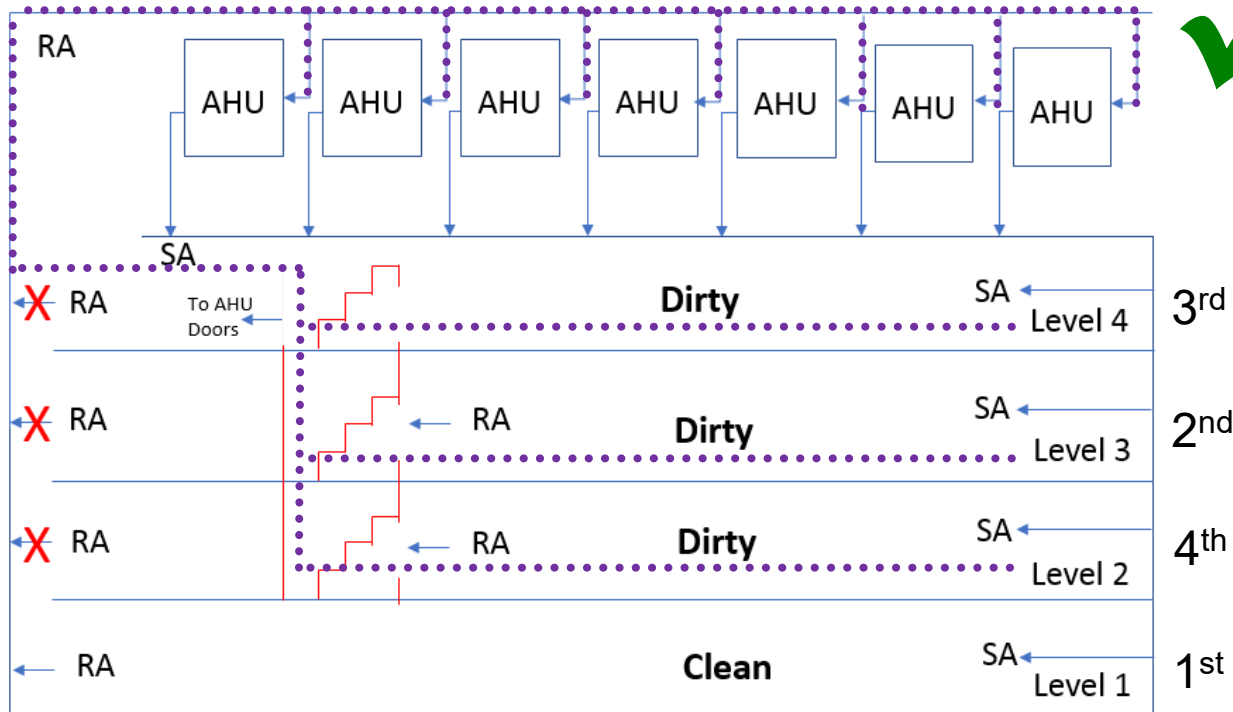 RA
AHU AHU AHU AHU AHU AHU AHU
SA
RA
To AHU
Doors
Dirty
SA
Level 4
3rd
RA
RA
Dirty
SA
Level 3
2nd
RA
RA
Dirty
SA
Level 2
4th
RA
Clean
SA
Level 1
1st